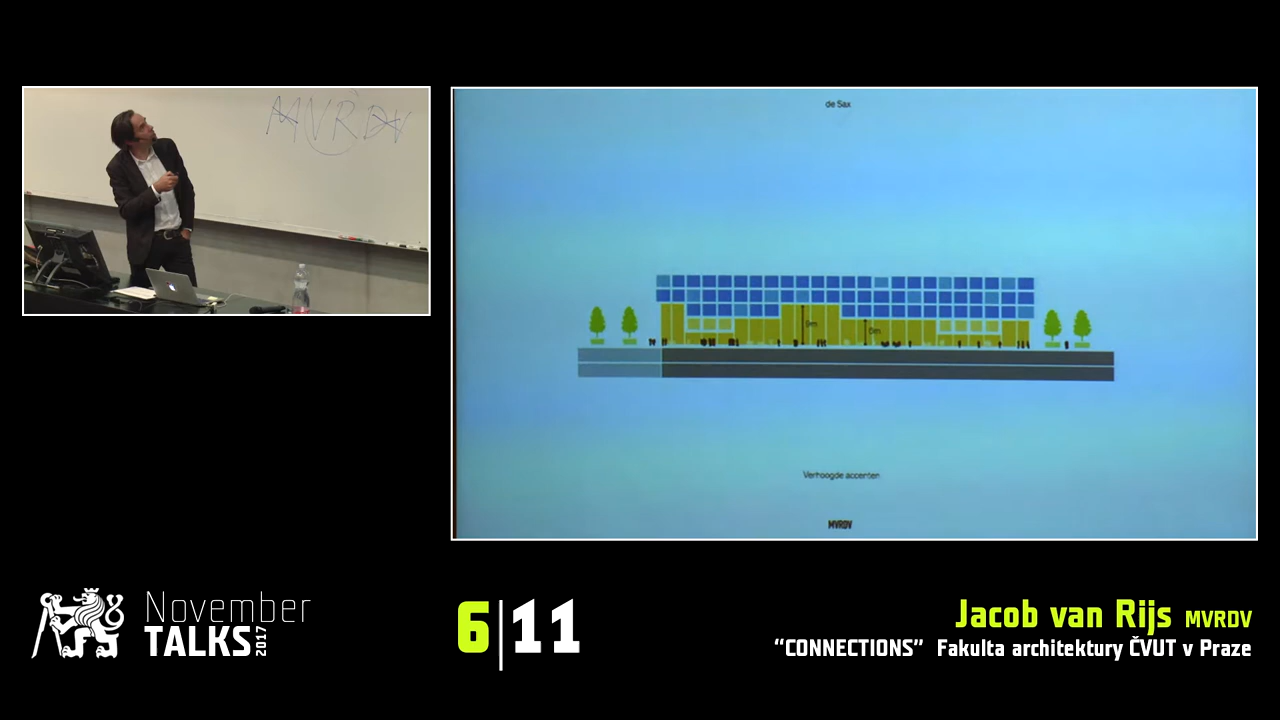 MVRDV
de Sax
9m
6m
Verhoogde accenten
MVRDV
November
TALKS 2017
6|11
Jacob van Rijs MVRDV
“CONNECTIONS” Fakulta architektury ČVUT v Praze